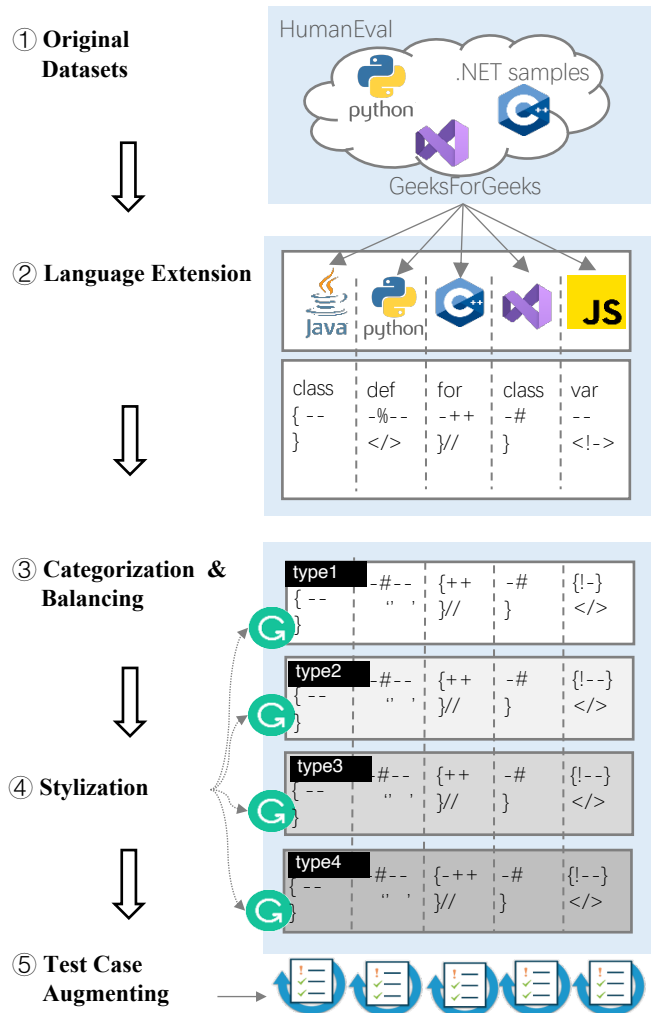 ① Original
Datasets
HumanEval
.NET samples
python
C++
GeeksForGeeks
② Language Extension
Java
python
C++
JS
class
def
for
class
var
{ --
-%--
-++
-#
--
}
</>
}//
}
<!->
③ Categorization &
Balancing
type1
-#--
{++
-#
{!-}
{ --
‘’ ’
}//
}
</>
}
type2
-#--
{++
-#
{!--}
{ --
‘’ ’
}//
}
</>
}
④ Stylization
type3
-#--
{++
-#
{!--}
{ --
‘’ ’
}//
}
</>
}
type4
-#--
{-++
-#
{!--}
{ --
‘’ ’
}//
}
</>
}
⑤ Test Case
Augmenting